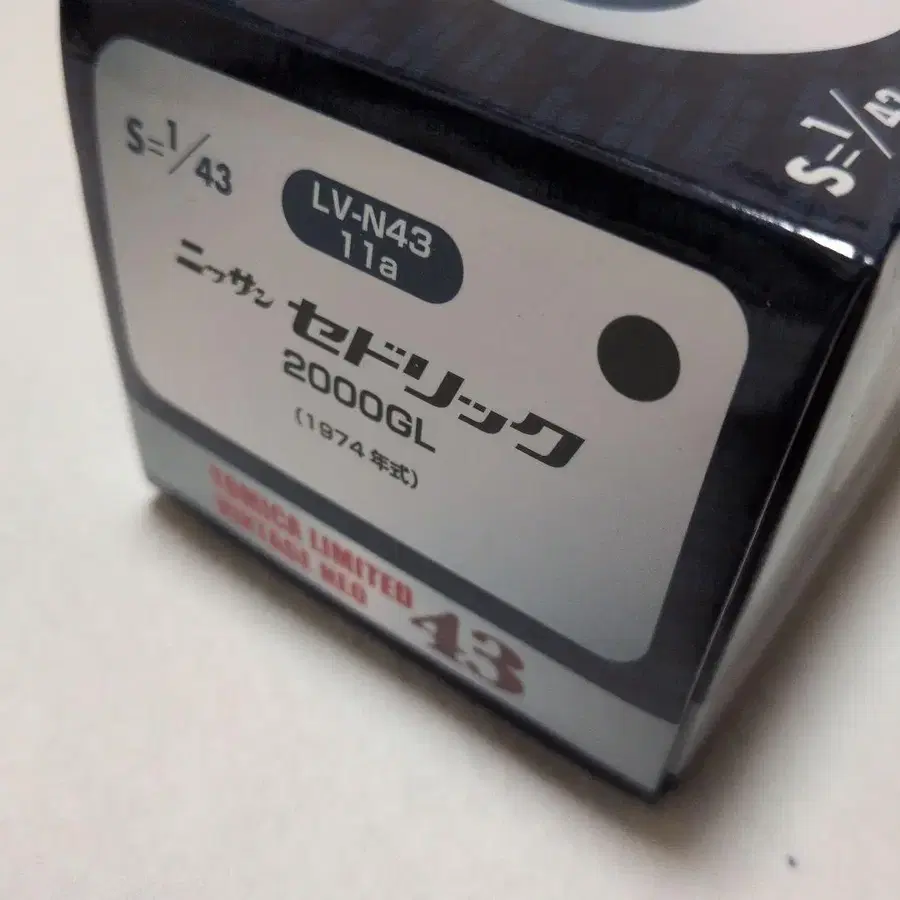 S=1/43
LV-N43
11a
ニッサン セドリック
2000GL
(1974年式)
TOMICA LIMITED
VINTAGE NEO
43
S=1/43